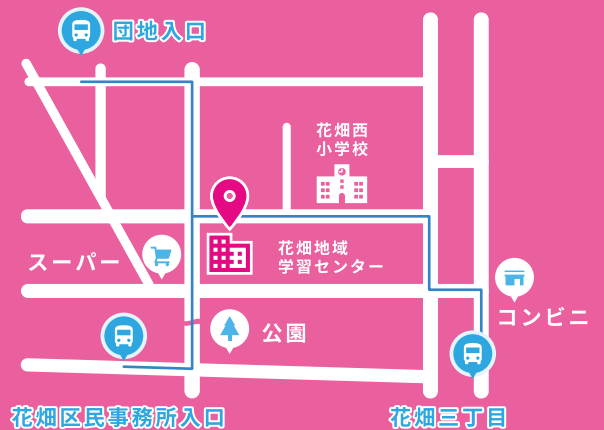 団地入口
花畑西
小学校
花畑地域
学習センター
スーパー
コンビニ
公園
花畑区民事務所入口
花畑三丁目